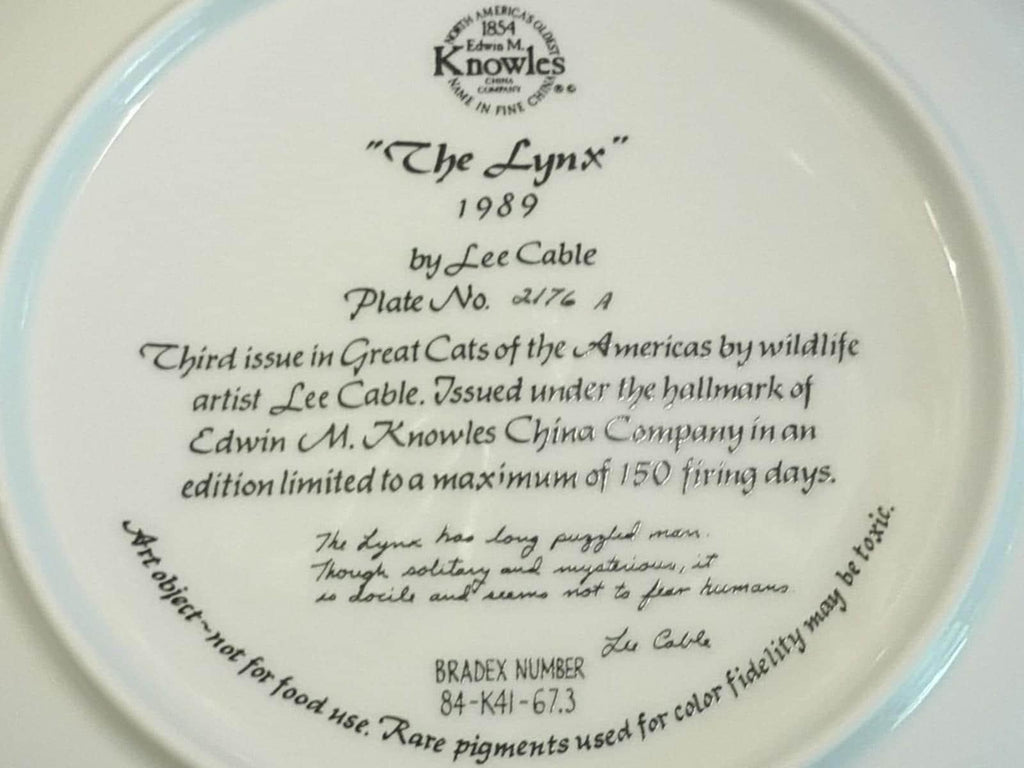 NORTH AMERICA'S OLDEST
1854
Edwin M.
Knowles
CHINA
COMPANY
NAME IN FINE CHINA
® ©
"The Lynx"
1989
by Lee Cable
Plate No. 2176 A
Third issue in Great Cats of the Americas by wildlife
artist Lee Cable. Issued under the hallmark of
Edwin M. Knowles China Company in an
edition limited to a maximum of 150 firing days.
The Lynx has long puzzled man.
Though solitary and mysterious, it
is docile and seems not to fear humans.
Lee Cable
BRADEX NUMBER
84-K41-67.3
Art object~not for food use. Rare pigments used for color fidelity may be toxic.